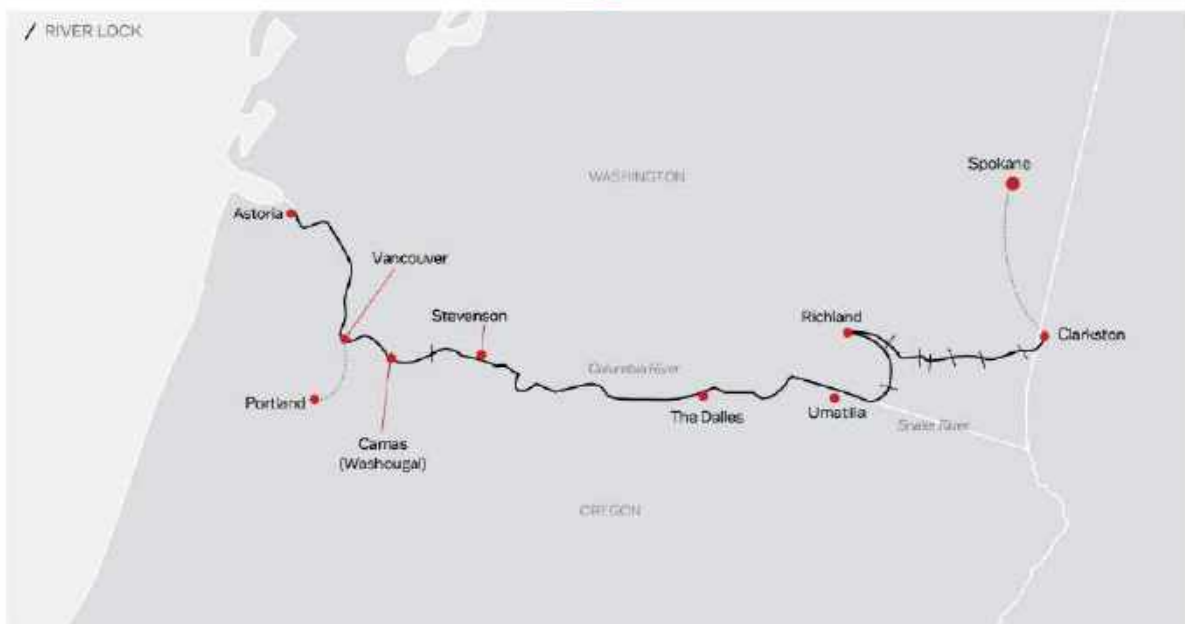 RIVER LOCK
Spokane
WASHINGTON
Astoria
Vancouver
Stevenson
Richland
Clarkston
Columbia River
Portland
The Dalles
Umatilla
Snake River
Camas
(Washougal)
OREGON